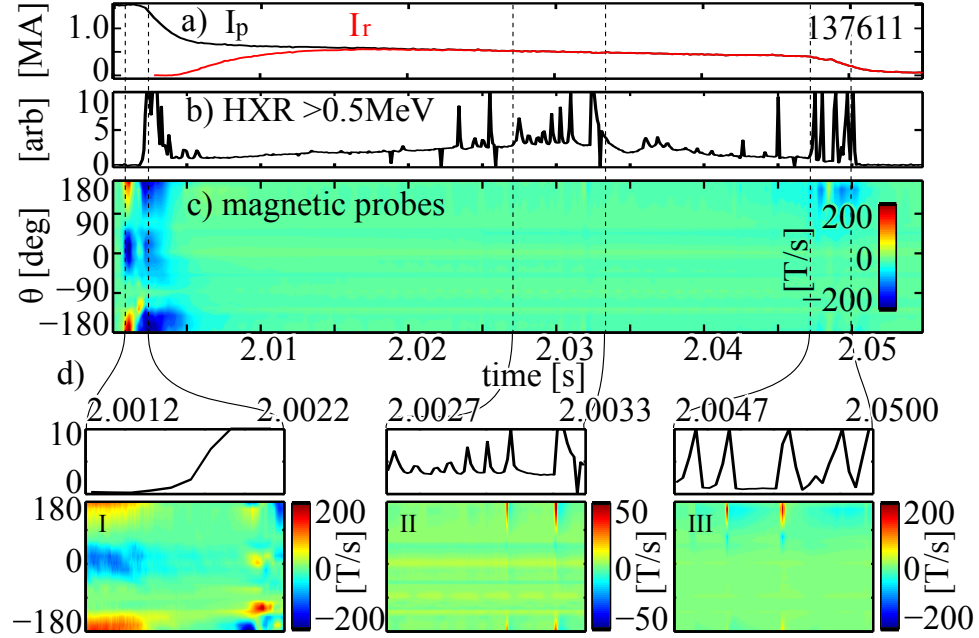 a) I_p I_r 137611
[MA]
1.0
0
b) HXR >0.5MeV
[arb]
10
5
0
c) magnetic probes
θ [deg]
180
90
0
−90
−180
200
0
−200
[T/s]
2.01 2.02 2.03 2.04 2.05
time [s]
d)
2.0012 2.0022 2.0027 2.0033 2.0047 2.0500
10
0
180
0
−180
I
200
0
−200
[T/s]
II
50
0
−50
[T/s]
III
200
0
−200
[T/s]